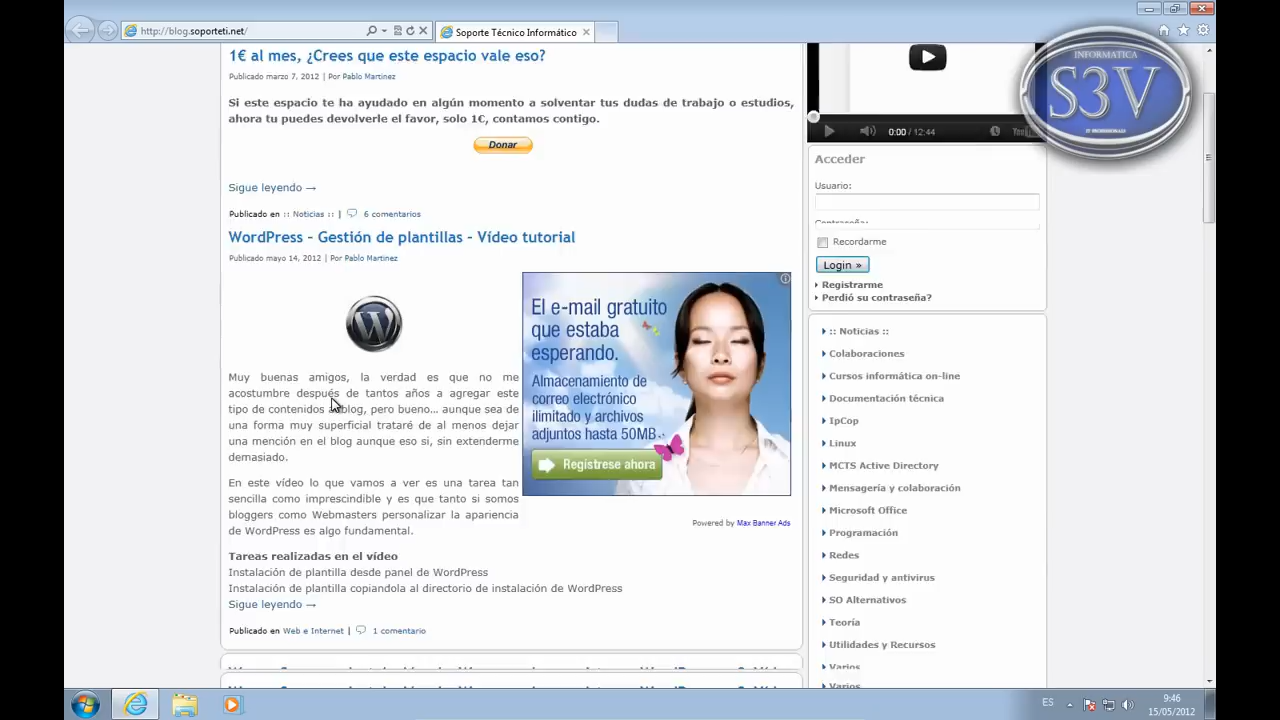 http://blog.soporteti.net/
Soporte Técnico Informático
INFORMATICA
S3V
1€ al mes, ¿Crees que este espacio vale eso?
Publicado marzo 7, 2012 | Por Pablo Martinez
Si este espacio te ha ayudado en algún momento a solventar tus dudas de trabajo o estudios,
ahora tu puedes devolverle el favor, solo 1€, contamos contigo.
Donar
Sigue leyendo →
Publicado en :: Noticias :: | 6 comentarios
WordPress – Gestión de plantillas – Vídeo tutorial
Publicado mayo 14, 2012 | Por Pablo Martinez
W
Muy buenas amigos, la verdad es que no me
acostumbre después de tantos años a agregar este
tipo de contenidos blog, pero bueno... aunque sea de
una forma muy superficial trataré de al menos dejar
una mención en el blog aunque eso si, sin extenderme
demasiado.
En este vídeo lo que vamos a ver es una tarea tan
sencilla como imprescindible y es que tanto si somos
bloggers como Webmasters personalizar la apariencia
de WordPress es algo fundamental.
El e-mail gratuito
que estaba
esperando.
Almacenamiento de
correo electrónico
ilimitado y archivos
adjuntos hasta 50MB
Regístrese ahora
Powered by Max Banner Ads
Tareas realizadas en el vídeo
Instalación de plantilla desde panel de WordPress
Instalación de plantilla copiandola al directorio de instalación de WordPress
Sigue leyendo →
Publicado en Web e Internet | 1 comentario
0:00 / 12:44
Acceder
Usuario:
Contraseña:
Recordarme
Login »
Registrarme
Perdió su contraseña?
:: Noticias ::
Colaboraciones
Cursos informática on-line
Documentación técnica
IpCop
Linux
MCTS Active Directory
Mensagería y colaboración
Microsoft Office
Programación
Redes
Seguridad y antivirus
SO Alternativos
Teoría
Utilidades y Recursos
Varios
Varios
ES
9:46
15/05/2012